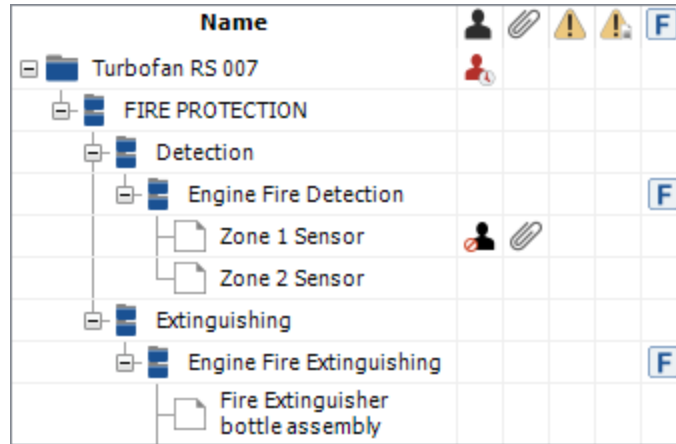 Name F
Turbofan RS 007
FIRE PROTECTION
Detection
Engine Fire Detection F
Zone 1 Sensor
Zone 2 Sensor
Extinguishing
Engine Fire Extinguishing F
Fire Extinguisher
bottle assembly